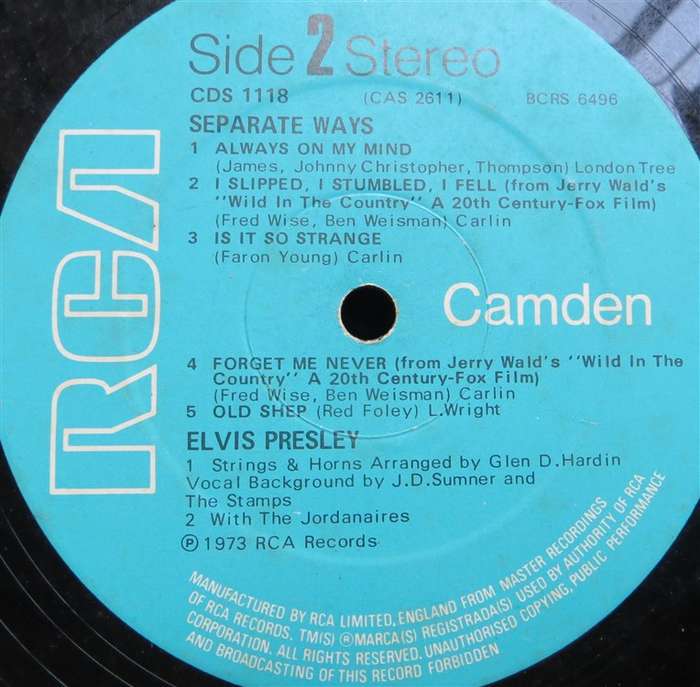 Side 2 Stereo
CDS 1118 (CAS 2611) BCRS 6496
SEPARATE WAYS
1 ALWAYS ON MY MIND
(James, Johnny Christopher, Thompson) London Tree
2 I SLIPPED, I STUMBLED, I FELL (from Jerry Wald's
"Wild In The Country" A 20th Century-Fox Film)
(Fred Wise, Ben Weisman) Carlin
3 IS IT SO STRANGE
(Faron Young) Carlin
RCA
Camden
4 FORGET ME NEVER (from Jerry Wald's "Wild In The
Country" A 20th Century-Fox Film)
(Fred Wise, Ben Weisman) Carlin
5 OLD SHEP (Red Foley) L.Wright
ELVIS PRESLEY
1 Strings & Horns Arranged by Glen D.Hardin
Vocal Background by J.D.Sumner and
The Stamps
2 With The Jordanaires
Ⓟ 1973 RCA Records
MANUFACTURED BY RCA LIMITED, ENGLAND FROM MASTER RECORDINGS
OF RCA RECORDS. TM(S) ® MARCA(S) REGISTRADA(S) USED BY AUTHORITY OF RCA
CORPORATION. ALL RIGHTS RESERVED. UNAUTHORISED COPYING, PUBLIC PERFORMANCE
AND BROADCASTING OF THIS RECORD FORBIDDEN